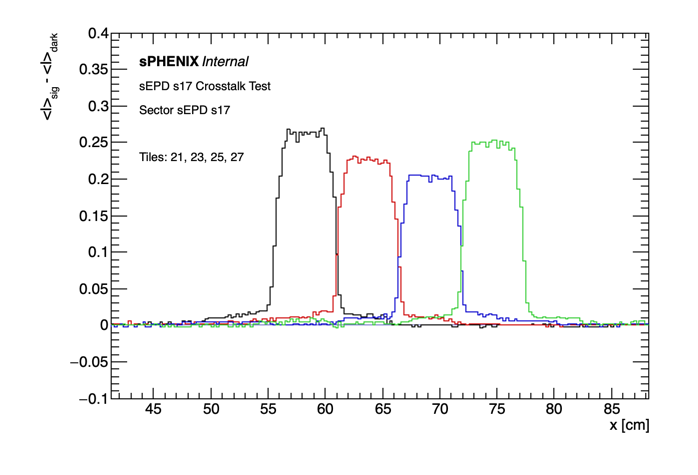 <I>sig - <I>dark
0.4
0.35
0.3
0.25
0.2
0.15
0.1
0.05
0
−0.05
−0.1
sPHENIX Internal
sEPD s17 Crosstalk Test
Sector sEPD s17
Tiles: 21, 23, 25, 27
45 50 55 60 65 70 75 80 85
x [cm]